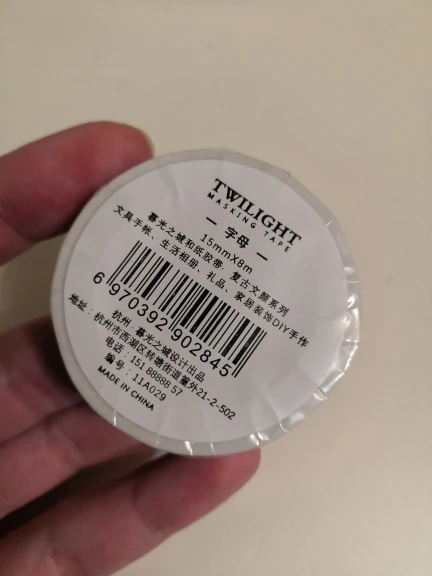 TWILIGHT
MASKING TAPE
— 字母 —
15mmX8m
暮光之城和纸胶带·复古文颜系列
文具手帐、生活相册、礼品、家居装饰DIY手作
6 970392 902845
杭州·暮光之城设计出品
地址:杭州市西湖区转塘街道外21-2-502
电话:151 88888 57
编号:11A029
MADE IN CHINA